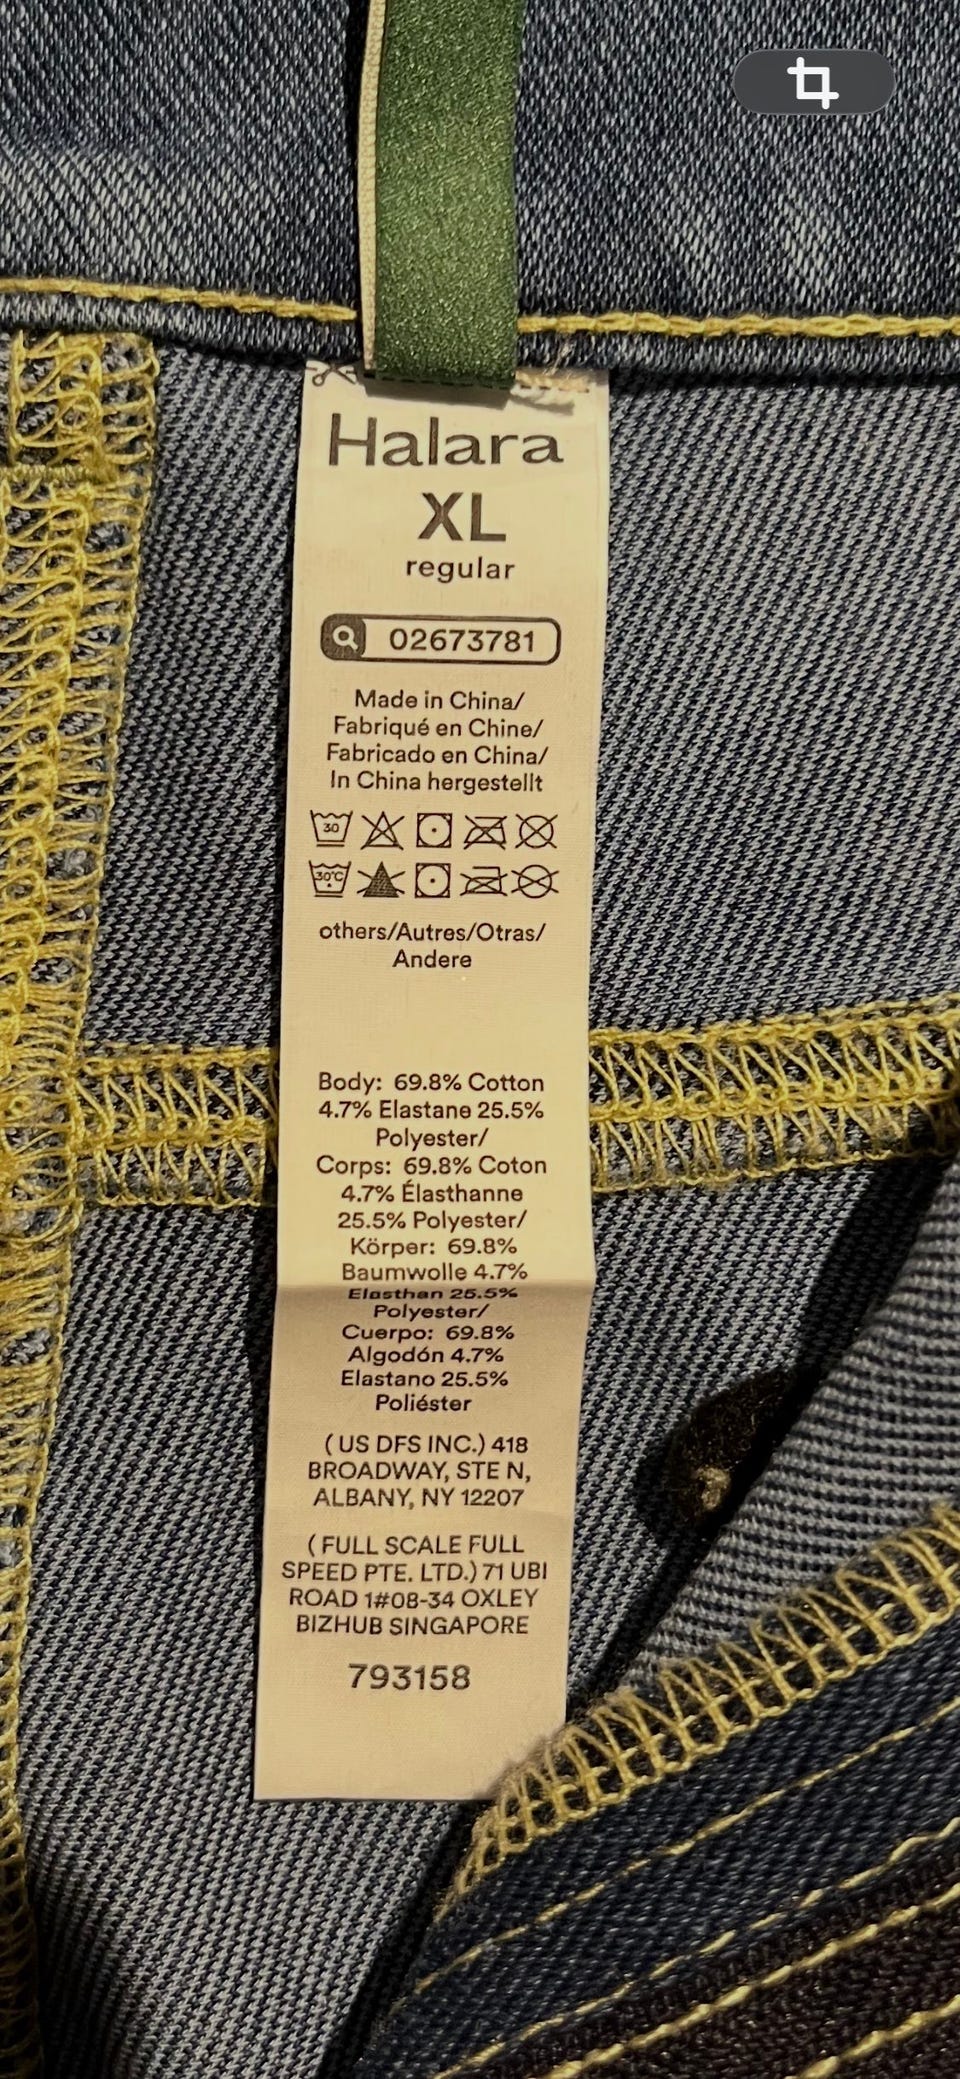 Halara
XL
regular
02673781
Made in China/
Fabriqué en Chine/
Fabricado en China/
In China hergestellt
30
30°C
others/Autres/Otras/
Andere
Body: 69.8% Cotton
4.7% Elastane 25.5%
Polyester/
Corps: 69.8% Coton
4.7% Élasthanne
25.5% Polyester/
Körper: 69.8%
Baumwolle 4.7%
Elasthan 25.5%
Polyester/
Cuerpo: 69.8%
Algodón 4.7%
Elastano 25.5%
Poliéster
( US DFS INC.) 418
BROADWAY, STE N,
ALBANY, NY 12207
( FULL SCALE FULL
SPEED PTE. LTD.) 71 UBI
ROAD 1#08-34 OXLEY
BIZHUB SINGAPORE
793158